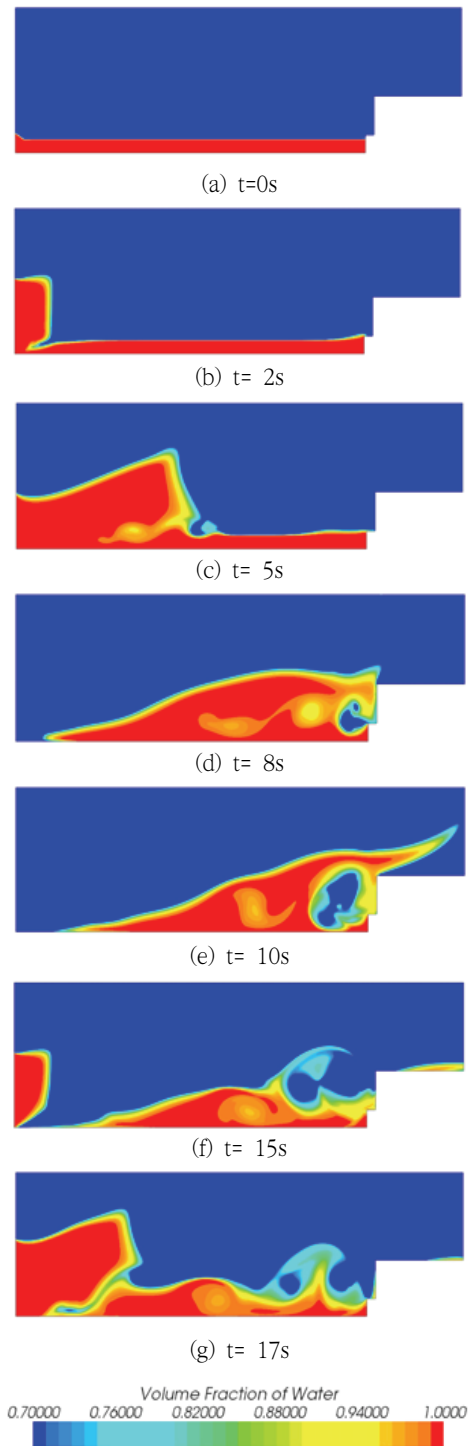 (a) t=0s
(b) t= 2s
(c) t= 5s
(d) t= 8s
(e) t= 10s
(f) t= 15s
(g) t= 17s
Volume Fraction of Water
0.70000 0.76000 0.82000 0.88000 0.94000 1.0000